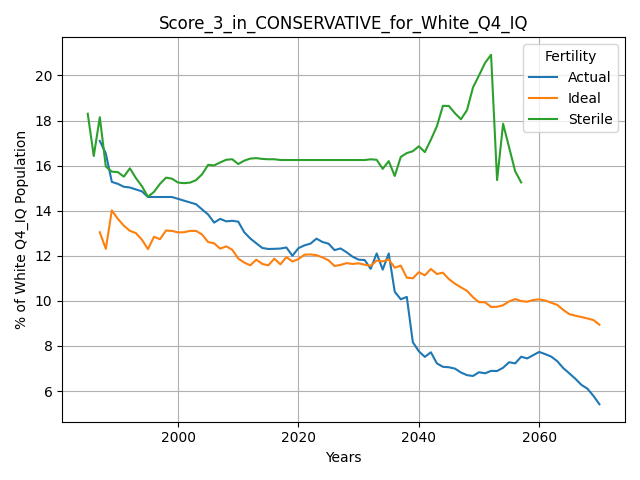 Score_3_in_CONSERVATIVE_for_White_Q4_IQ
Fertility
Actual
Ideal
Sterile
% of White Q4_IQ Population
20
18
16
14
12
10
8
6
2000
2020
2040
2060
Years